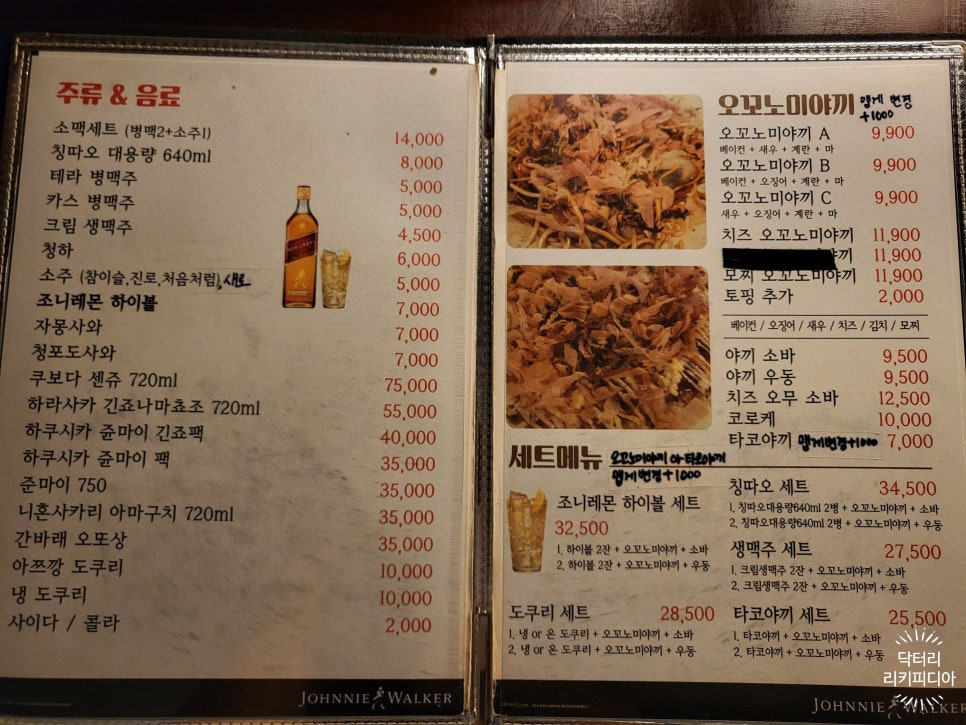 주류 & 음료
소맥세트 (병맥2+소주1) 14,000
칭따오 대용량 640ml 8,000
테라 병맥주 5,000
카스 병맥주 5,000
크림 생맥주 4,500
청하 6,000
소주 (참이슬,진로,처음처럼),새로 5,000
조니레몬 하이볼 7,000
자몽사와 7,000
청포도사와 7,000
쿠보다 센쥬 720ml 75,000
하라사카 긴죠나마쵸조 720ml 55,000
하쿠시카 쥰마이 긴죠팩 40,000
하쿠시카 쥰마이 팩 35,000
준마이 750 35,000
니혼사카리 아마구치 720ml 35,000
간바래 오또상 35,000
아쯔깡 도쿠리 10,000
냉 도쿠리 10,000
사이다 / 콜라 2,000
JOHNNIE WALKER
오꼬노미야끼 맵게 변경 +1000
오꼬노미야끼 A 9,900
베이컨 + 새우 + 계란 + 마
오꼬노미야끼 B 9,900
베이컨 + 오징어 + 계란 + 마
오꼬노미야끼 C 9,900
새우 + 오징어 + 계란 + 마
치즈 오꼬노미야끼 11,900
끼 11,900
모찌 오꼬노미야끼 11,900
토핑 추가 2,000
베이컨 / 오징어 / 새우 / 치즈 / 김치 / 모찌
야끼 소바 9,500
야끼 우동 9,500
치즈 오무 소바 12,500
코로케 10,000
타코야끼 맵게변경+1000 7,000
세트메뉴 오꼬노미야끼 or 타코야끼
맵게 변경+1000
조니레몬 하이볼 세트
32,500
1. 하이볼 2잔 + 오꼬노미야끼 + 소바
2. 하이볼 2잔 + 오꼬노미야끼 + 우동
칭따오 세트 34,500
1. 칭따오대용량640ml 2병 + 오꼬노미야끼 + 소바
2. 칭따오대용량640ml 2병 + 오꼬노미야끼 + 우동
생맥주 세트 27,500
1. 크림생맥주 2잔 + 오꼬노미야끼 + 소바
2. 크림생맥주 2잔 + 오꼬노미야끼 + 우동
도쿠리 세트 28,500
1. 냉 or 온 도쿠리 + 오꼬노미야끼 + 소바
2. 냉 or 온 도쿠리 + 오꼬노미야끼 + 우동
타코야끼 세트 25,500
1. 타코야끼 + 오꼬노미야끼 + 소바
2. 타코야끼 + 오꼬노미야끼 + 우동
JOHNNIE WALKER
닥터리
리키피디아